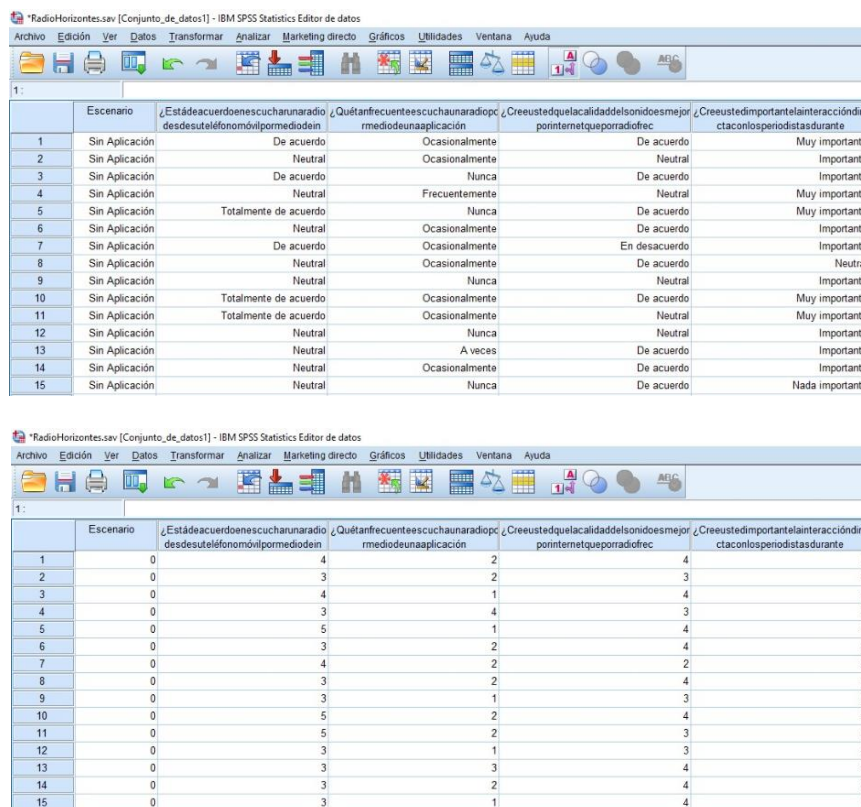 *RadioHorizontes.sav [Conjunto_de_datos1] - IBM SPSS Statistics Editor de datos
Archivo Edición Ver Datos Transformar Analizar Marketing directo Gráficos Utilidades Ventana Ayuda
1 :
Escenario ¿Estádeacuerdoenescucharunaradio ¿Quétanfrecuenteescuchaunaradiopo ¿Creeustedquelacalidaddelsonidoesmejor ¿Creeustedimportantelainteraccióndir
desdesuteléfonomóvilpormediodein rmediodeunaaplicación porinternetqueporradiofrec ctaconlosperiodistasdurante
1 Sin Aplicación De acuerdo Ocasionalmente De acuerdo Muy important
2 Sin Aplicación Neutral Ocasionalmente Neutral Important
3 Sin Aplicación De acuerdo Nunca De acuerdo Important
4 Sin Aplicación Neutral Frecuentemente Neutral Muy important
5 Sin Aplicación Totalmente de acuerdo Nunca De acuerdo Muy important
6 Sin Aplicación Neutral Ocasionalmente De acuerdo Important
7 Sin Aplicación De acuerdo Ocasionalmente En desacuerdo Important
8 Sin Aplicación Neutral Ocasionalmente De acuerdo Neutra
9 Sin Aplicación Neutral Nunca Neutral Important
10 Sin Aplicación Totalmente de acuerdo Ocasionalmente De acuerdo Muy important
11 Sin Aplicación Totalmente de acuerdo Ocasionalmente Neutral Muy important
12 Sin Aplicación Neutral Nunca Neutral Important
13 Sin Aplicación Neutral A veces De acuerdo Important
14 Sin Aplicación Neutral Ocasionalmente De acuerdo Important
15 Sin Aplicación Neutral Nunca De acuerdo Nada important
*RadioHorizontes.sav [Conjunto_de_datos1] - IBM SPSS Statistics Editor de datos
Archivo Edición Ver Datos Transformar Analizar Marketing directo Gráficos Utilidades Ventana Ayuda
1 :
Escenario ¿Estádeacuerdoenescucharunaradio ¿Quétanfrecuenteescuchaunaradiopo ¿Creeustedquelacalidaddelsonidoesmejor ¿Creeustedimportantelainteraccióndir
desdesuteléfonomóvilpormediodein rmediodeunaaplicación porinternetqueporradiofrec ctaconlosperiodistasdurante
1 0 4 2 4
2 0 3 2 3
3 0 4 1 4
4 0 3 4 3
5 0 5 1 4
6 0 3 2 4
7 0 4 2 2
8 0 3 2 4
9 0 3 1 3
10 0 5 2 4
11 0 5 2 3
12 0 3 1 3
13 0 3 3 4
14 0 3 2 4
15 0 3 1 4